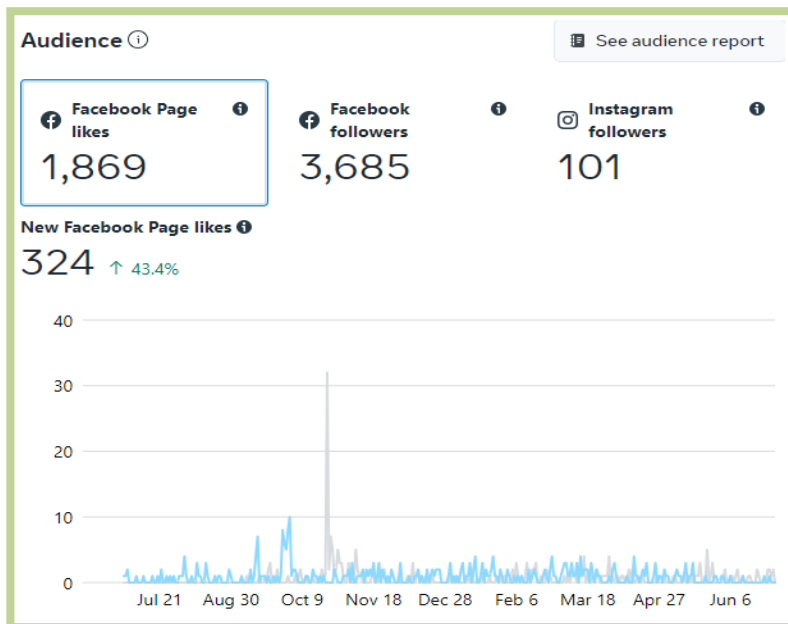 Audience
See audience report
Facebook Page
likes
1,869
Facebook
followers
3,685
Instagram
followers
101
New Facebook Page likes
324 ↑ 43.4%
40
30
20
10
0
Jul 21 Aug 30 Oct 9 Nov 18 Dec 28 Feb 6 Mar 18 Apr 27 Jun 6